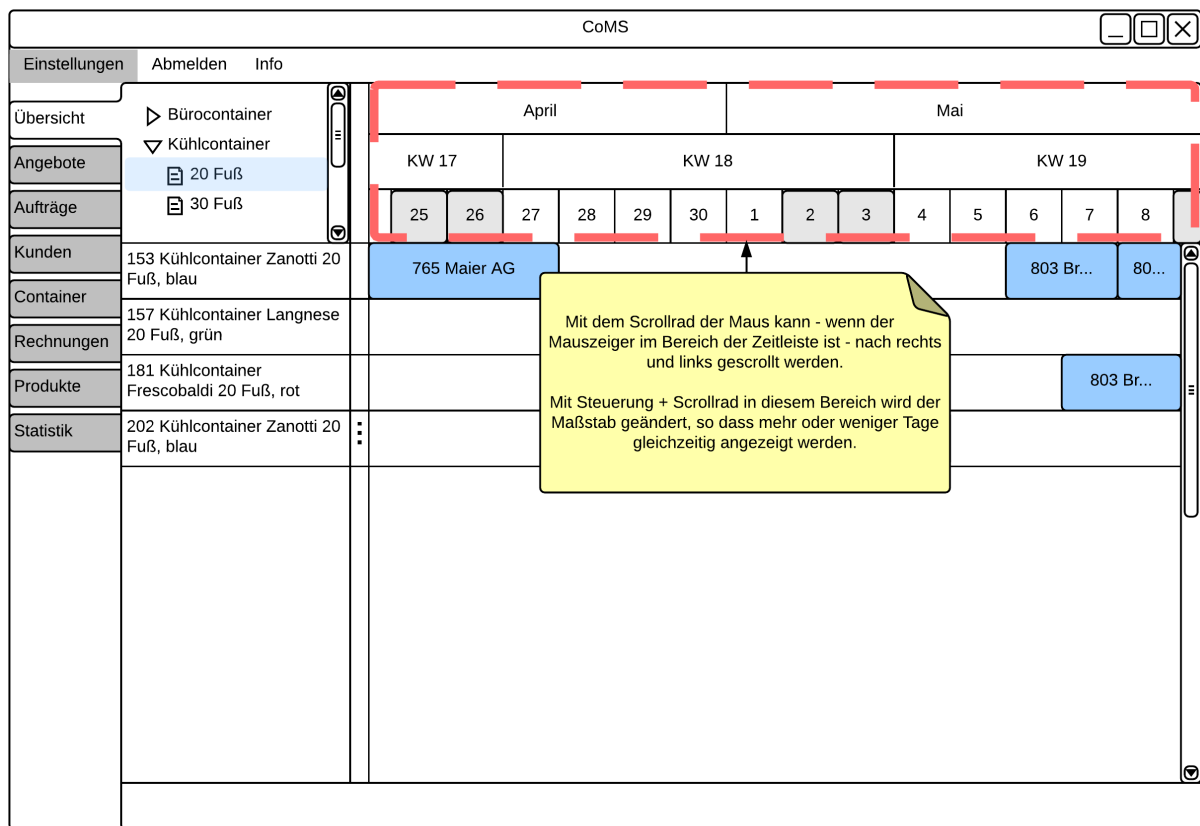 CoMS
Einstellungen Abmelden Info
Übersicht
Angebote
Aufträge
Kunden
Container
Rechnungen
Produkte
Statistik
Bürocontainer
Kühlcontainer
20 Fuß
30 Fuß
April Mai
KW 17 KW 18 KW 19
25 26 27 28 29 30 1 2 3 4 5 6 7 8
153 Kühlcontainer Zanotti 20
Fuß, blau
765 Maier AG 803 Br... 80...
157 Kühlcontainer Langnese
20 Fuß, grün
181 Kühlcontainer
Frescobaldi 20 Fuß, rot
803 Br...
202 Kühlcontainer Zanotti 20
Fuß, blau
Mit dem Scrollrad der Maus kann - wenn der
Mauszeiger im Bereich der Zeitleiste ist - nach rechts
und links gescrollt werden.
Mit Steuerung + Scrollrad in diesem Bereich wird der
Maßstab geändert, so dass mehr oder weniger Tage
gleichzeitig angezeigt werden.